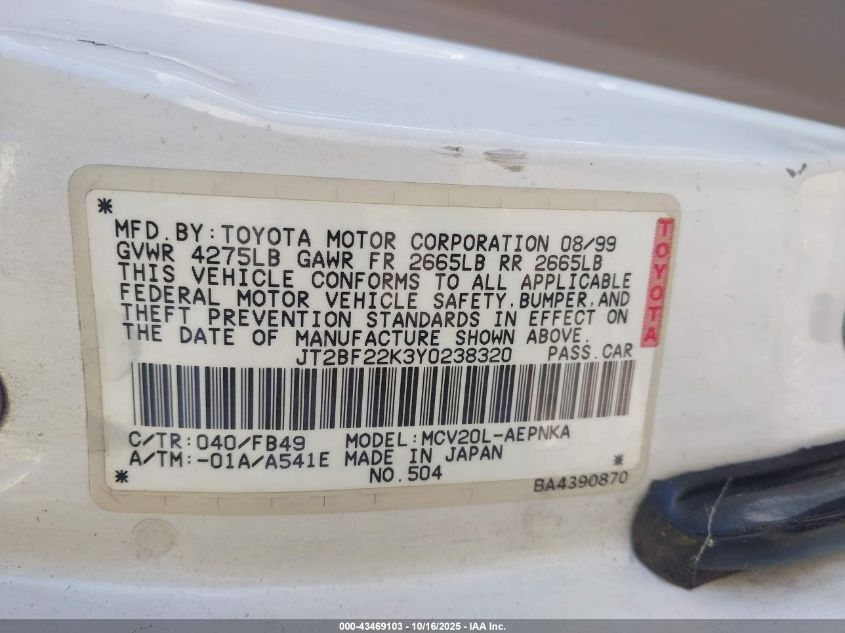 MFD.BY:TOYOTA MOTOR CORPORATION 08/99
GVWR 4275LB GAWR FR 2665LB RR 2665LB
THIS VEHICLE CONFORMS TO ALL APPLICABLE
FEDERAL MOTOR VEHICLE SAFETY,BUMPER,AND
THEFT PREVENTION STANDARDS IN EFFECT ON
THE DATE OF MANUFACTURE SHOWN ABOVE.
JT2BF22K3Y0238320 PASS.CAR
C/TR:040/FB49 MODEL:MCV20L-AEPNKA
A/TM:-01A/A541E MADE IN JAPAN
NO.504
BA4390870
TOYOTA
000-43469103 - 10/16/2025 - IAA Inc.